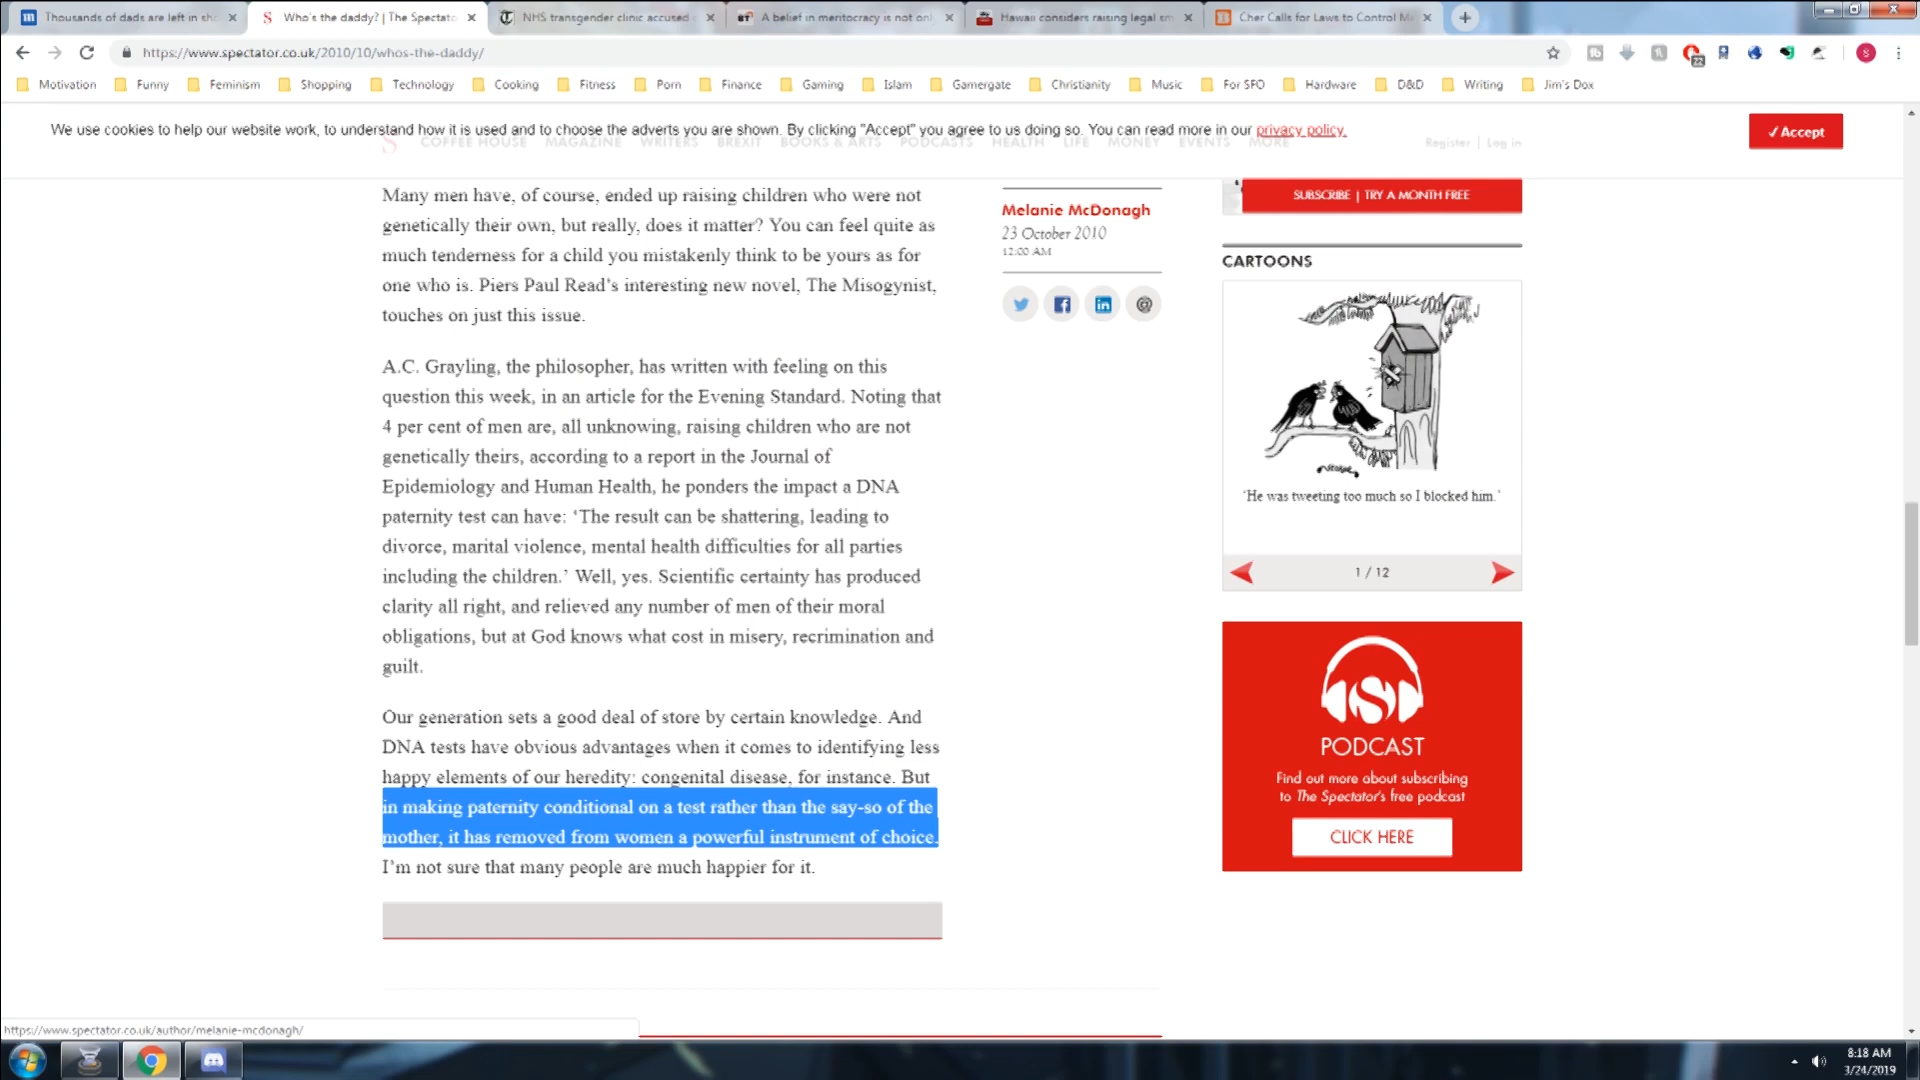 Thousands of dads are left in sho
Who's the daddy? | The Spectato
NHS transgender clinic accused
A belief in meritocracy is not onl
Hawaii considers raising legal sm
Cher Calls for Laws to Control M
https://www.spectator.co.uk/2010/10/whos-the-daddy/
22
S
Motivation
Funny
Feminism
Shopping
Technology
Cooking
Fitness
Porn
Finance
Gaming
Islam
Gamergate
Christianity
Music
For SFO
Hardware
D&D
Writing
Jim's Dox
We use cookies to help our website work, to understand how it is used and to choose the adverts you are shown. By clicking "Accept" you agree to us doing so. You can read more in our privacy policy.
✓Accept
COFFEE HOUSE MAGAZINE WRITERS BREXIT BOOKS & ARTS PODCASTS HEALTH LIFE MONEY EVENTS MORE
Register | Log in
Many men have, of course, ended up raising children who were not
genetically their own, but really, does it matter? You can feel quite as
much tenderness for a child you mistakenly think to be yours as for
one who is. Piers Paul Read's interesting new novel, The Misogynist,
touches on just this issue.
A.C. Grayling, the philosopher, has written with feeling on this
question this week, in an article for the Evening Standard. Noting that
4 per cent of men are, all unknowing, raising children who are not
genetically theirs, according to a report in the Journal of
Epidemiology and Human Health, he ponders the impact a DNA
paternity test can have: ‘The result can be shattering, leading to
divorce, marital violence, mental health difficulties for all parties
including the children.’ Well, yes. Scientific certainty has produced
clarity all right, and relieved any number of men of their moral
obligations, but at God knows what cost in misery, recrimination and
guilt.
Our generation sets a good deal of store by certain knowledge. And
DNA tests have obvious advantages when it comes to identifying less
happy elements of our heredity: congenital disease, for instance. But
in making paternity conditional on a test rather than the say-so of the
mother, it has removed from women a powerful instrument of choice.
I'm not sure that many people are much happier for it.
Melanie McDonagh
23 October 2010
12:00 AM
SUBSCRIBE | TRY A MONTH FREE
CARTOONS
‘He was tweeting too much so I blocked him.’
1 / 12
PODCAST
Find out more about subscribing
to The Spectator's free podcast
CLICK HERE
https://www.spectator.co.uk/author/melanie-mcdonagh/
8:18 AM
3/24/2019